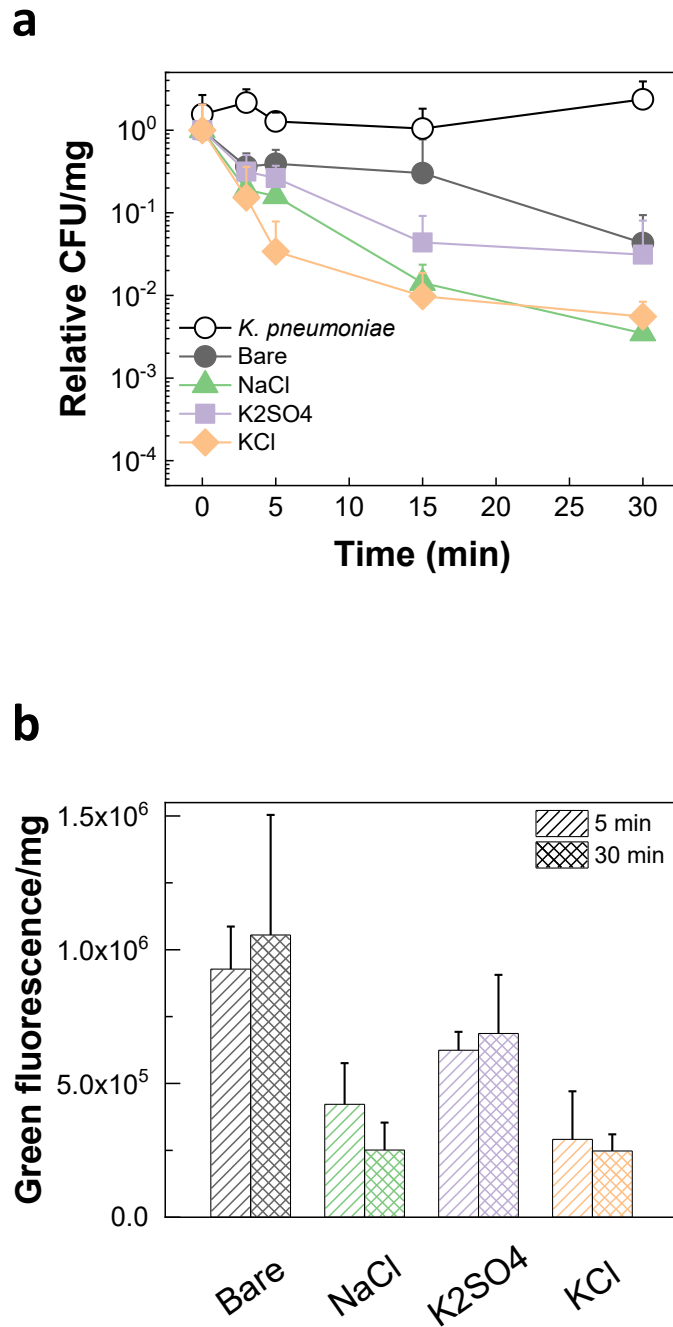 a
Relative CFU/mg
10⁰
10⁻¹
10⁻²
10⁻³
10⁻⁴
K. pneumoniae
Bare
NaCl
K2SO4
KCl
0 5 10 15 20 25 30
Time (min)
b
Green fluorescence/mg
1.5x10⁶
1.0x10⁶
5.0x10⁵
0.0
5 min
30 min
Bare NaCl K2SO4 KCl